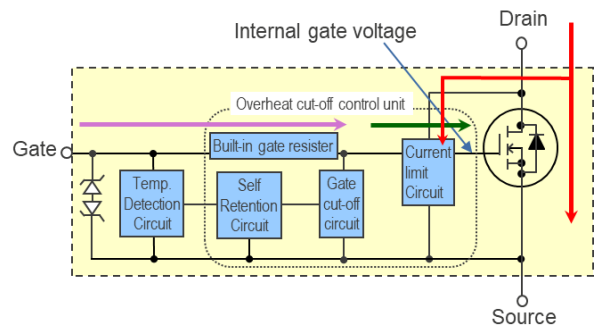 Drain
Internal gate voltage
Overheat cut-off control unit
Gate
Built-in gate resister
Current
limit
Circuit
Temp.
Detection
Circuit
Self
Retention
Circuit
Gate
cut-off
circuit
Source